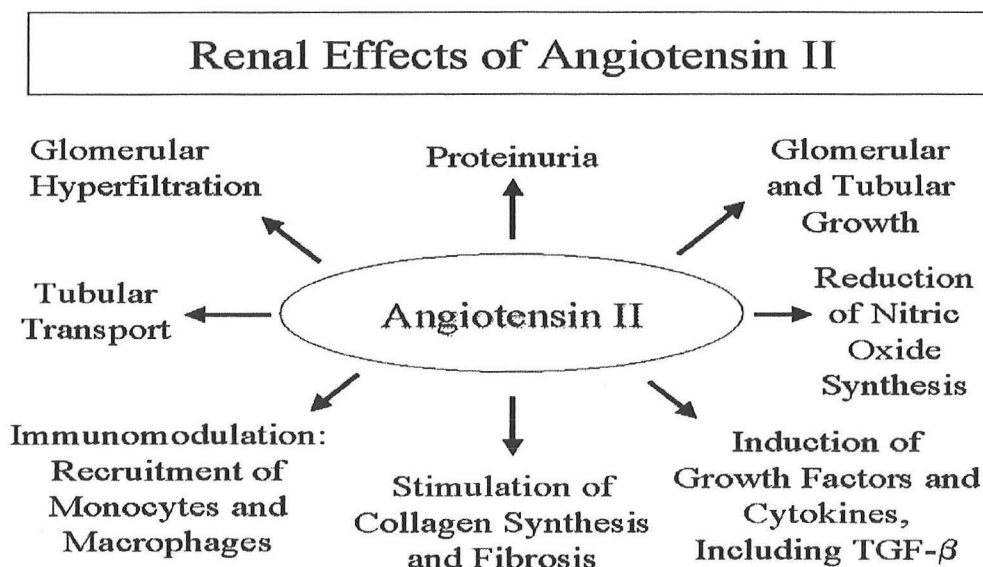 Renal Effects of Angiotensin II
Glomerular
Hyperfiltration
Proteinuria
Glomerular
and Tubular
Growth
Tubular
Transport
Angiotensin II
Reduction
of Nitric
Oxide
Synthesis
Immunomodulation:
Recruitment of
Monocytes and
Macrophages
Stimulation of
Collagen Synthesis
and Fibrosis
Induction of
Growth Factors and
Cytokines,
Including TGF-β